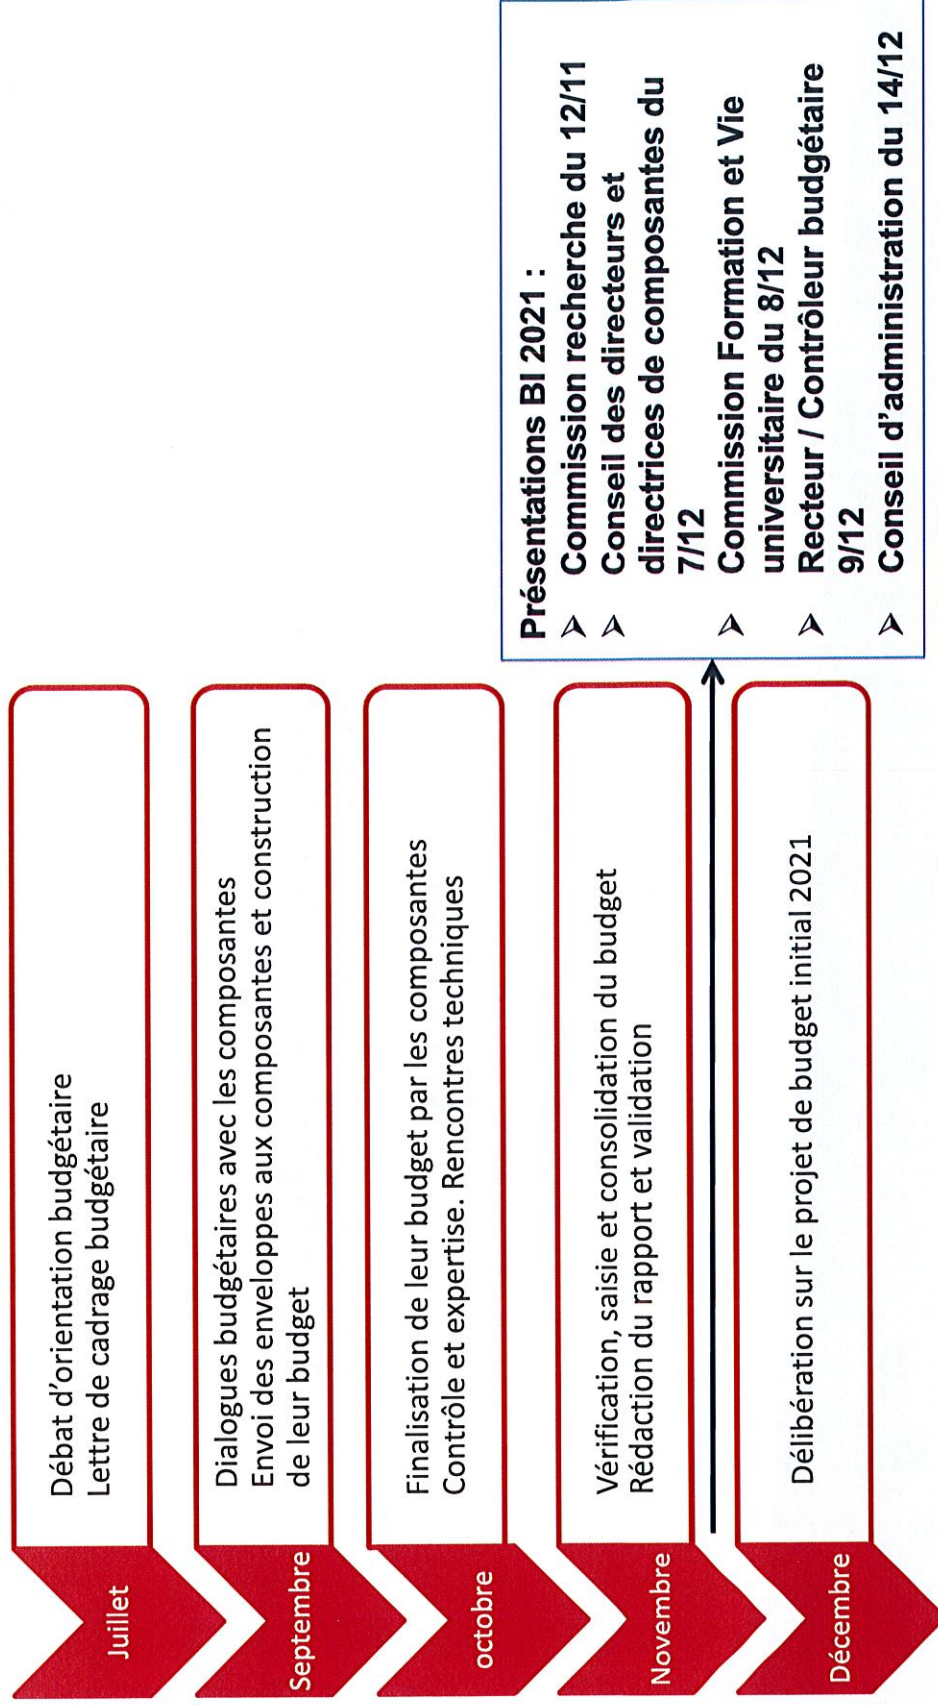 Juillet
Débat d'orientation budgétaire
Lettre de cadrage budgétaire
Septembre
Dialogues budgétaires avec les composantes
Envoi des enveloppes aux composantes et construction
de leur budget
octobre
Finalisation de leur budget par les composantes
Contrôle et expertise. Rencontres techniques
Novembre
Vérification, saisie et consolidation du budget
Rédaction du rapport et validation
Décembre
Délibération sur le projet de budget initial 2021
Présentations BI 2021 :
➢ Commission recherche du 12/11
➢ Conseil des directeurs et
directrices de composantes du
7/12
➢ Commission Formation et Vie
universitaire du 8/12
➢ Recteur / Contrôleur budgétaire
9/12
➢ Conseil d'administration du 14/12